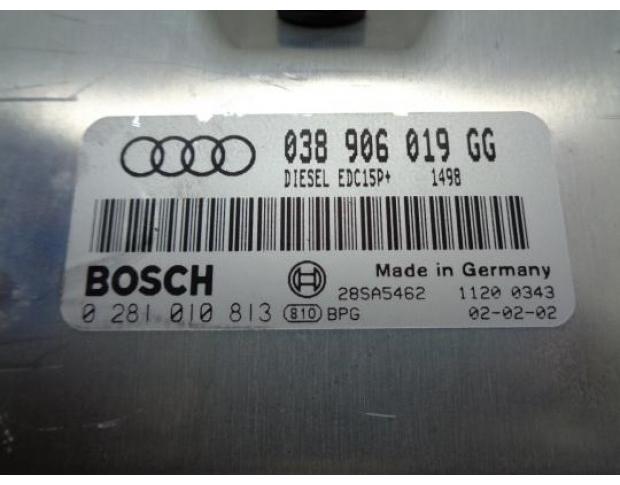 038 906 019 GG
DIESEL EDC15P+ 1498
BOSCH
Made in Germany
28SA5462 1120 0343
0 281 010 813 810 BPG 02-02-02